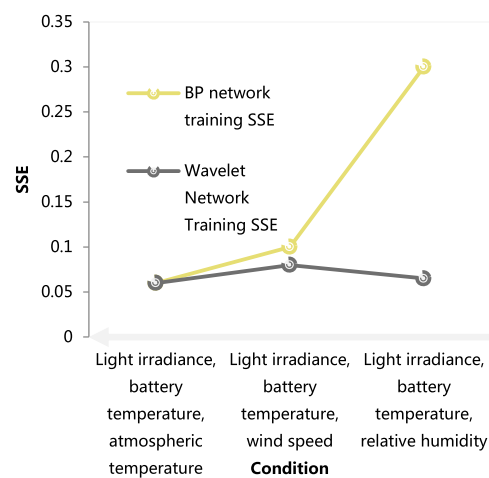 0.35
0.3
0.25
0.2
0.15
0.1
0.05
0
SSE
BP network
training SSE
Wavelet
Network
Training SSE
Light irradiance,
battery
temperature,
atmospheric
temperature
Light irradiance,
battery
temperature,
wind speed
Light irradiance,
battery
temperature,
relative humidity
Condition